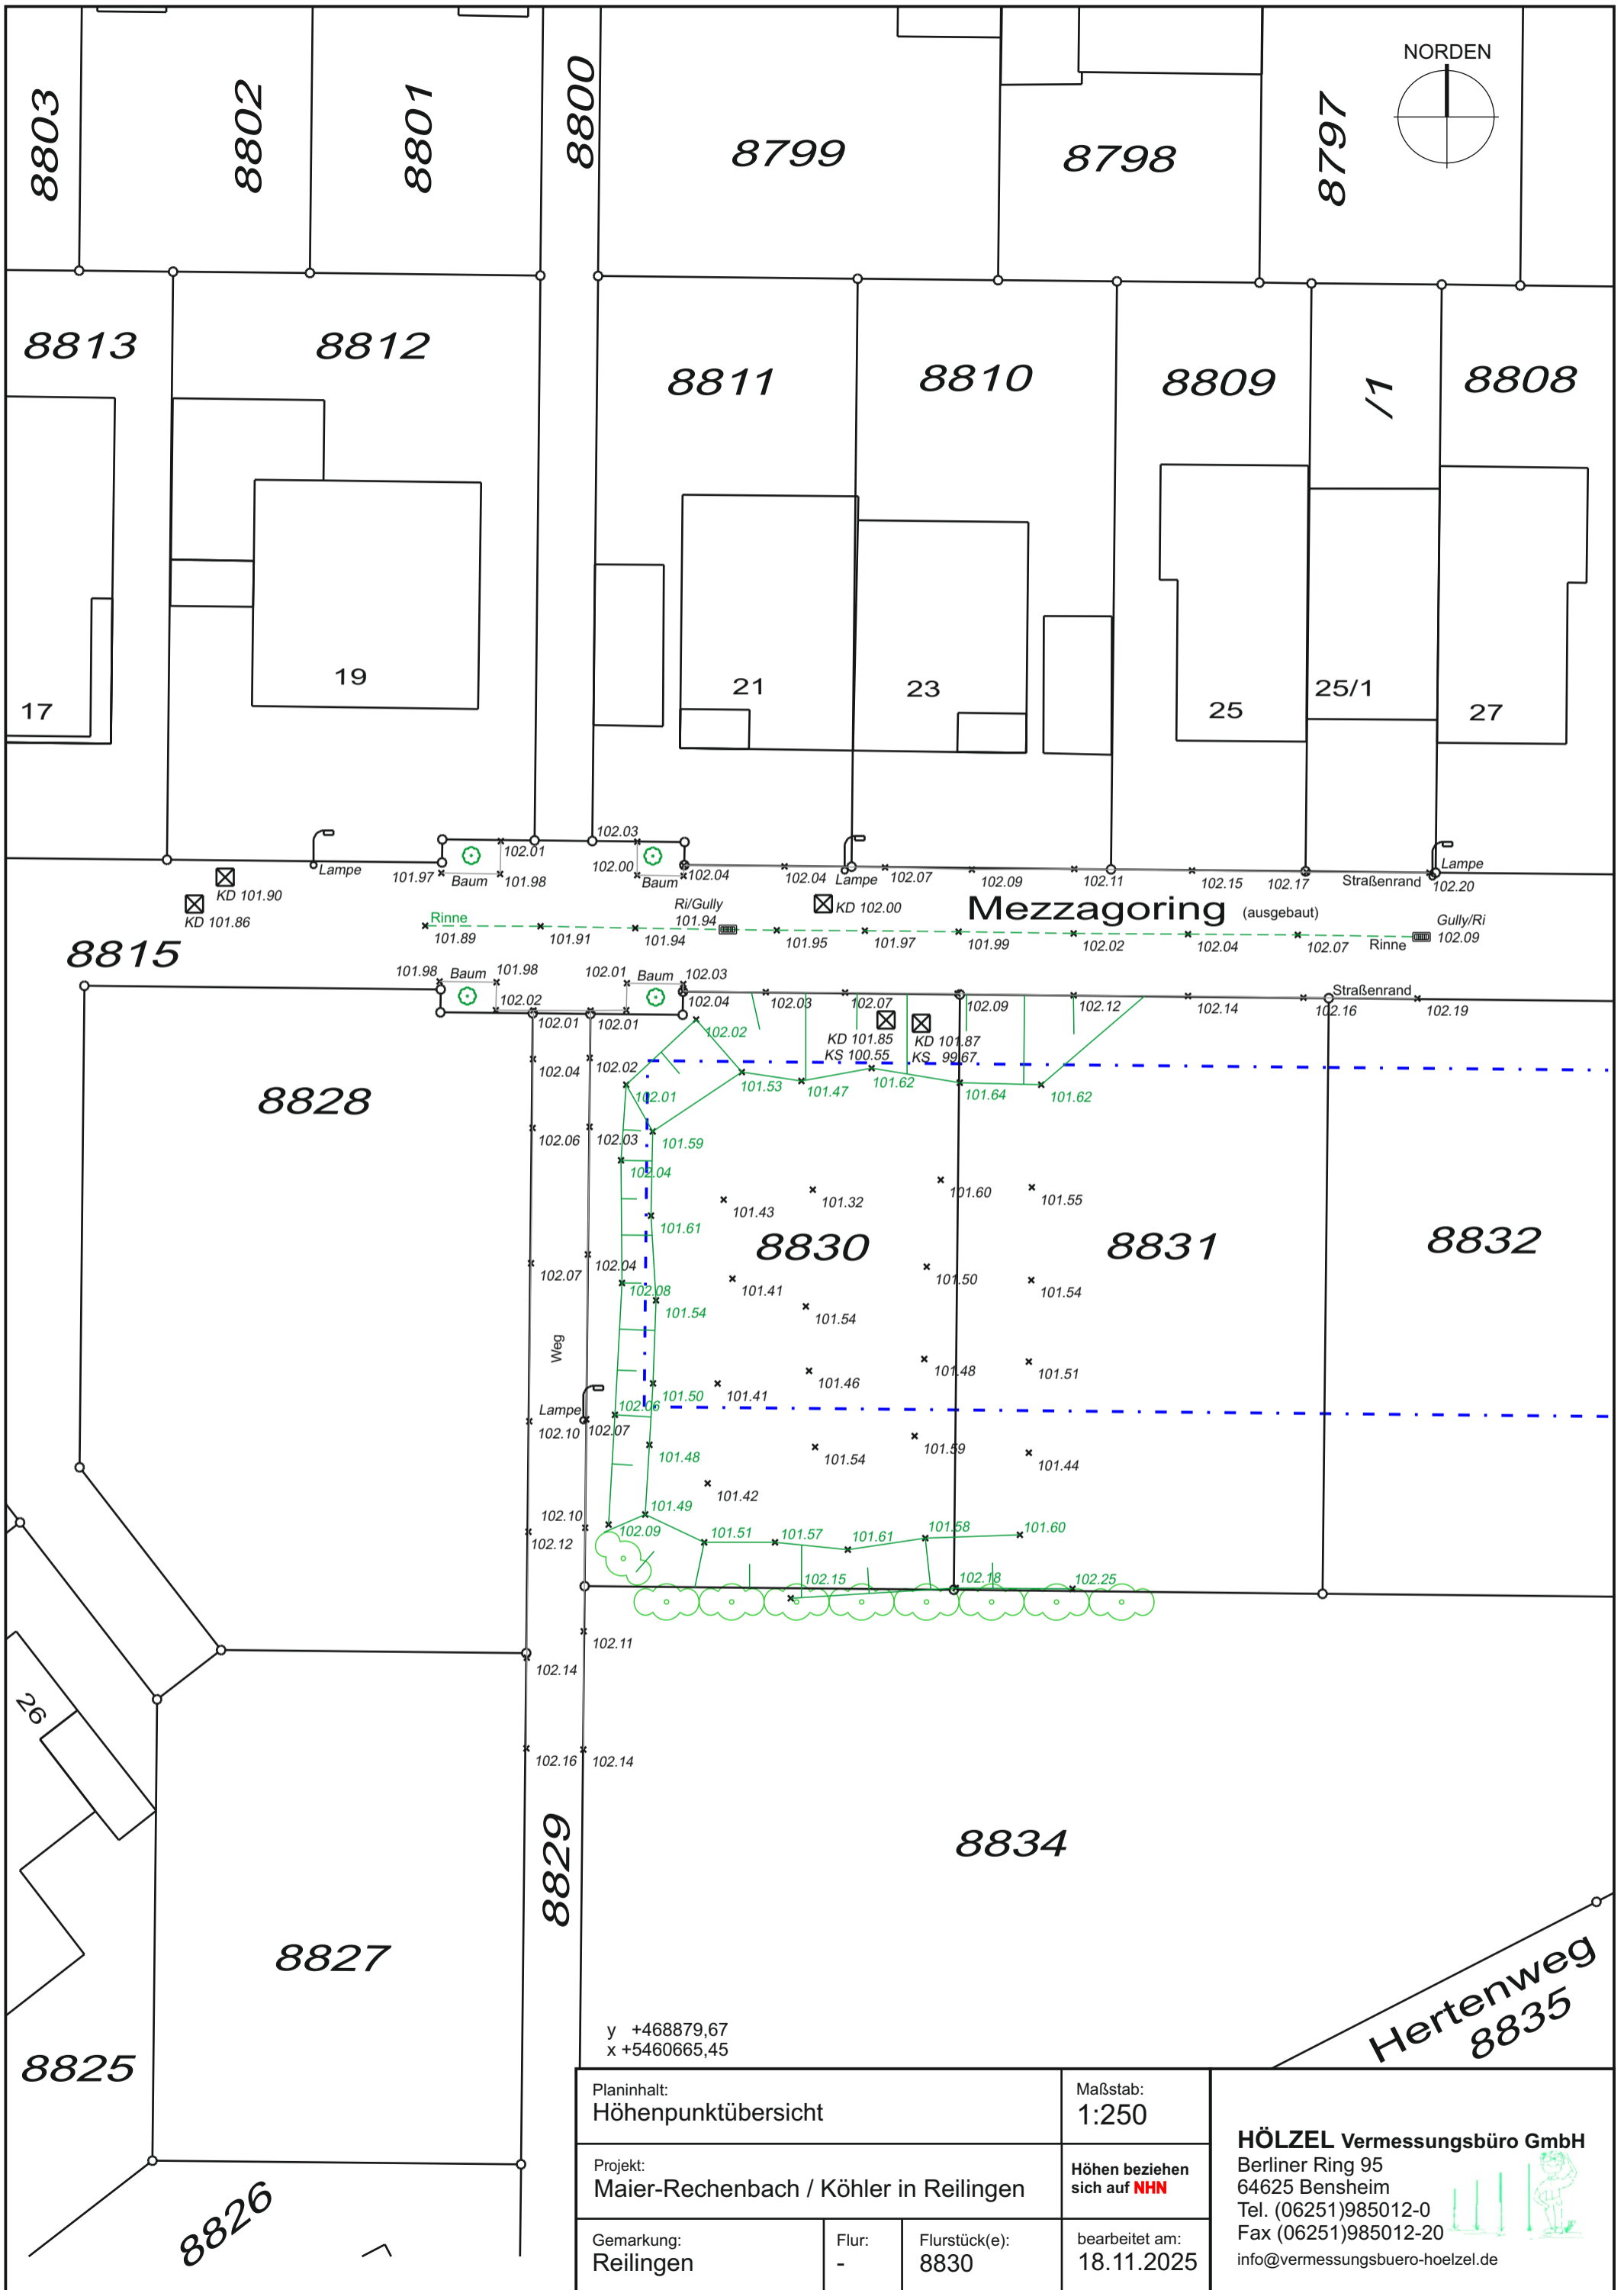 NORDEN
8803
8802
8801
8800
8799
8798
8797
8813
8812
8811
8810
8809
/1
8808
17
19
21
23
25
25/1
27
102.03
102.01
102.00
101.97
Baum
101.98
Baum
102.04
102.04
Lampe
102.07
102.09
102.11
102.15
102.17
Straßenrand
102.20
Lampe
Lampe
KD 101.90
KD 101.86
Ri/Gully
101.94
KD 102.00
Mezzagoring (ausgebaut)
Gully/Ri
102.09
Rinne
101.89
101.91
101.94
101.95
101.97
101.99
102.02
102.04
102.07
Rinne
8815
101.98
Baum
101.98
102.01
Baum
102.03
102.02
102.01
102.01
102.04
102.03
102.07
102.09
102.12
102.14
Straßenrand
102.16
102.19
102.02
KD 101.85
KS 100.55
KD 101.87
KS 99.67
102.04
102.02
102.01
101.53
101.47
101.62
101.64
101.62
8828
102.06
102.03
101.59
102.04
101.43
101.32
101.60
101.55
101.61
8830
8831
8832
102.07
102.04
102.08
101.41
101.50
101.54
101.54
101.54
Weg
101.46
101.48
101.51
101.50
101.41
Lampe
102.06
102.10
102.07
101.48
101.54
101.59
101.44
101.42
101.49
102.10
102.12
102.09
101.51
101.57
101.61
101.58
101.60
102.15
102.18
102.25
102.11
102.14
102.16
102.14
26
8829
8834
8827
Hertenweg
8835
8825
8826
y +468879,67
x +5460665,45
Planinhalt:
Höhenpunktübersicht
Maßstab:
1:250
Projekt:
Maier-Rechenbach / Köhler in Reilingen
Höhen beziehen
sich auf NHN
Gemarkung:
Reilingen
Flur:
-
Flurstück(e):
8830
bearbeitet am:
18.11.2025
HÖLZEL Vermessungsbüro GmbH
Berliner Ring 95
64625 Bensheim
Tel. (06251)985012-0
Fax (06251)985012-20
info@vermessungsbuero-hoelzel.de